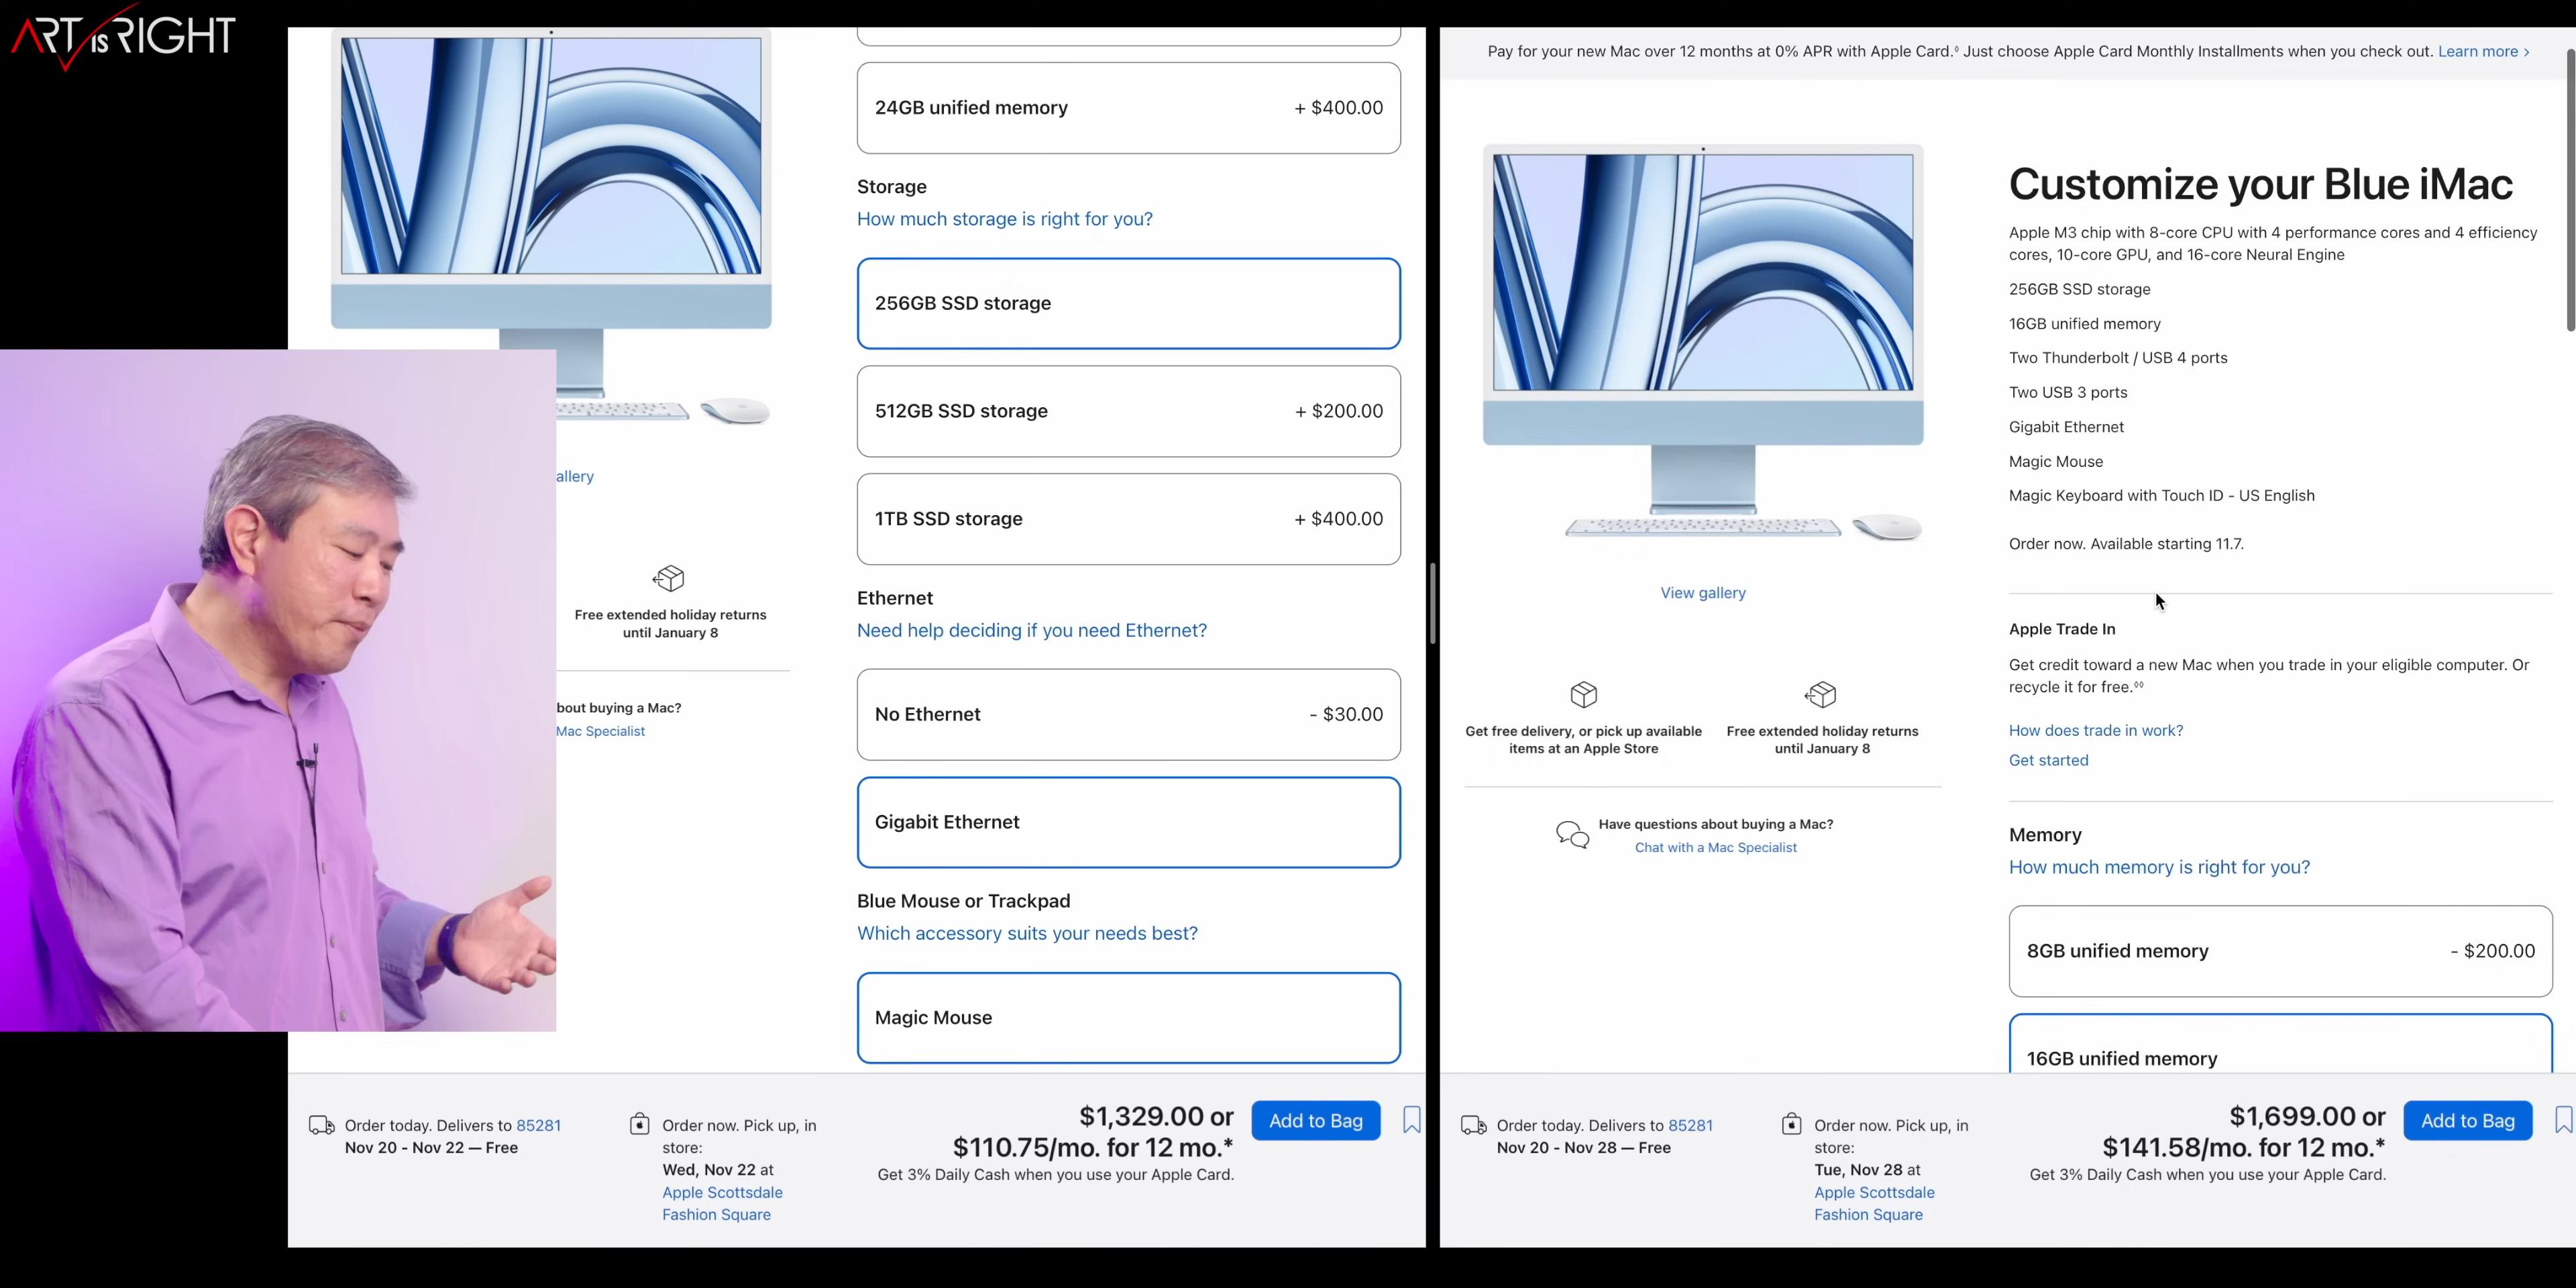 ART IS RIGHT
24GB unified memory
+ $400.00
Storage
How much storage is right for you?
256GB SSD storage
512GB SSD storage
+ $200.00
1TB SSD storage
+ $400.00
Ethernet
Need help deciding if you need Ethernet?
No Ethernet
- $30.00
Gigabit Ethernet
Blue Mouse or Trackpad
Which accessory suits your needs best?
Magic Mouse
allery
Free extended holiday returns
until January 8
bout buying a Mac?
Mac Specialist
Order today. Delivers to 85281
Nov 20 - Nov 22 — Free
Order now. Pick up, in
store:
Wed, Nov 22 at
Apple Scottsdale
Fashion Square
$1,329.00 or
$110.75/mo. for 12 mo.*
Get 3% Daily Cash when you use your Apple Card.
Add to Bag
Pay for your new Mac over 12 months at 0% APR with Apple Card.◊ Just choose Apple Card Monthly Installments when you check out. Learn more >
Customize your Blue iMac
Apple M3 chip with 8-core CPU with 4 performance cores and 4 efficiency
cores, 10-core GPU, and 16-core Neural Engine
256GB SSD storage
16GB unified memory
Two Thunderbolt / USB 4 ports
Two USB 3 ports
Gigabit Ethernet
Magic Mouse
Magic Keyboard with Touch ID - US English
Order now. Available starting 11.7.
View gallery
Get free delivery, or pick up available
items at an Apple Store
Free extended holiday returns
until January 8
Have questions about buying a Mac?
Chat with a Mac Specialist
Apple Trade In
Get credit toward a new Mac when you trade in your eligible computer. Or
recycle it for free.◊◊
How does trade in work?
Get started
Memory
How much memory is right for you?
8GB unified memory
- $200.00
16GB unified memory
Order today. Delivers to 85281
Nov 20 - Nov 28 — Free
Order now. Pick up, in
store:
Tue, Nov 28 at
Apple Scottsdale
Fashion Square
$1,699.00 or
$141.58/mo. for 12 mo.*
Get 3% Daily Cash when you use your Apple Card.
Add to Bag